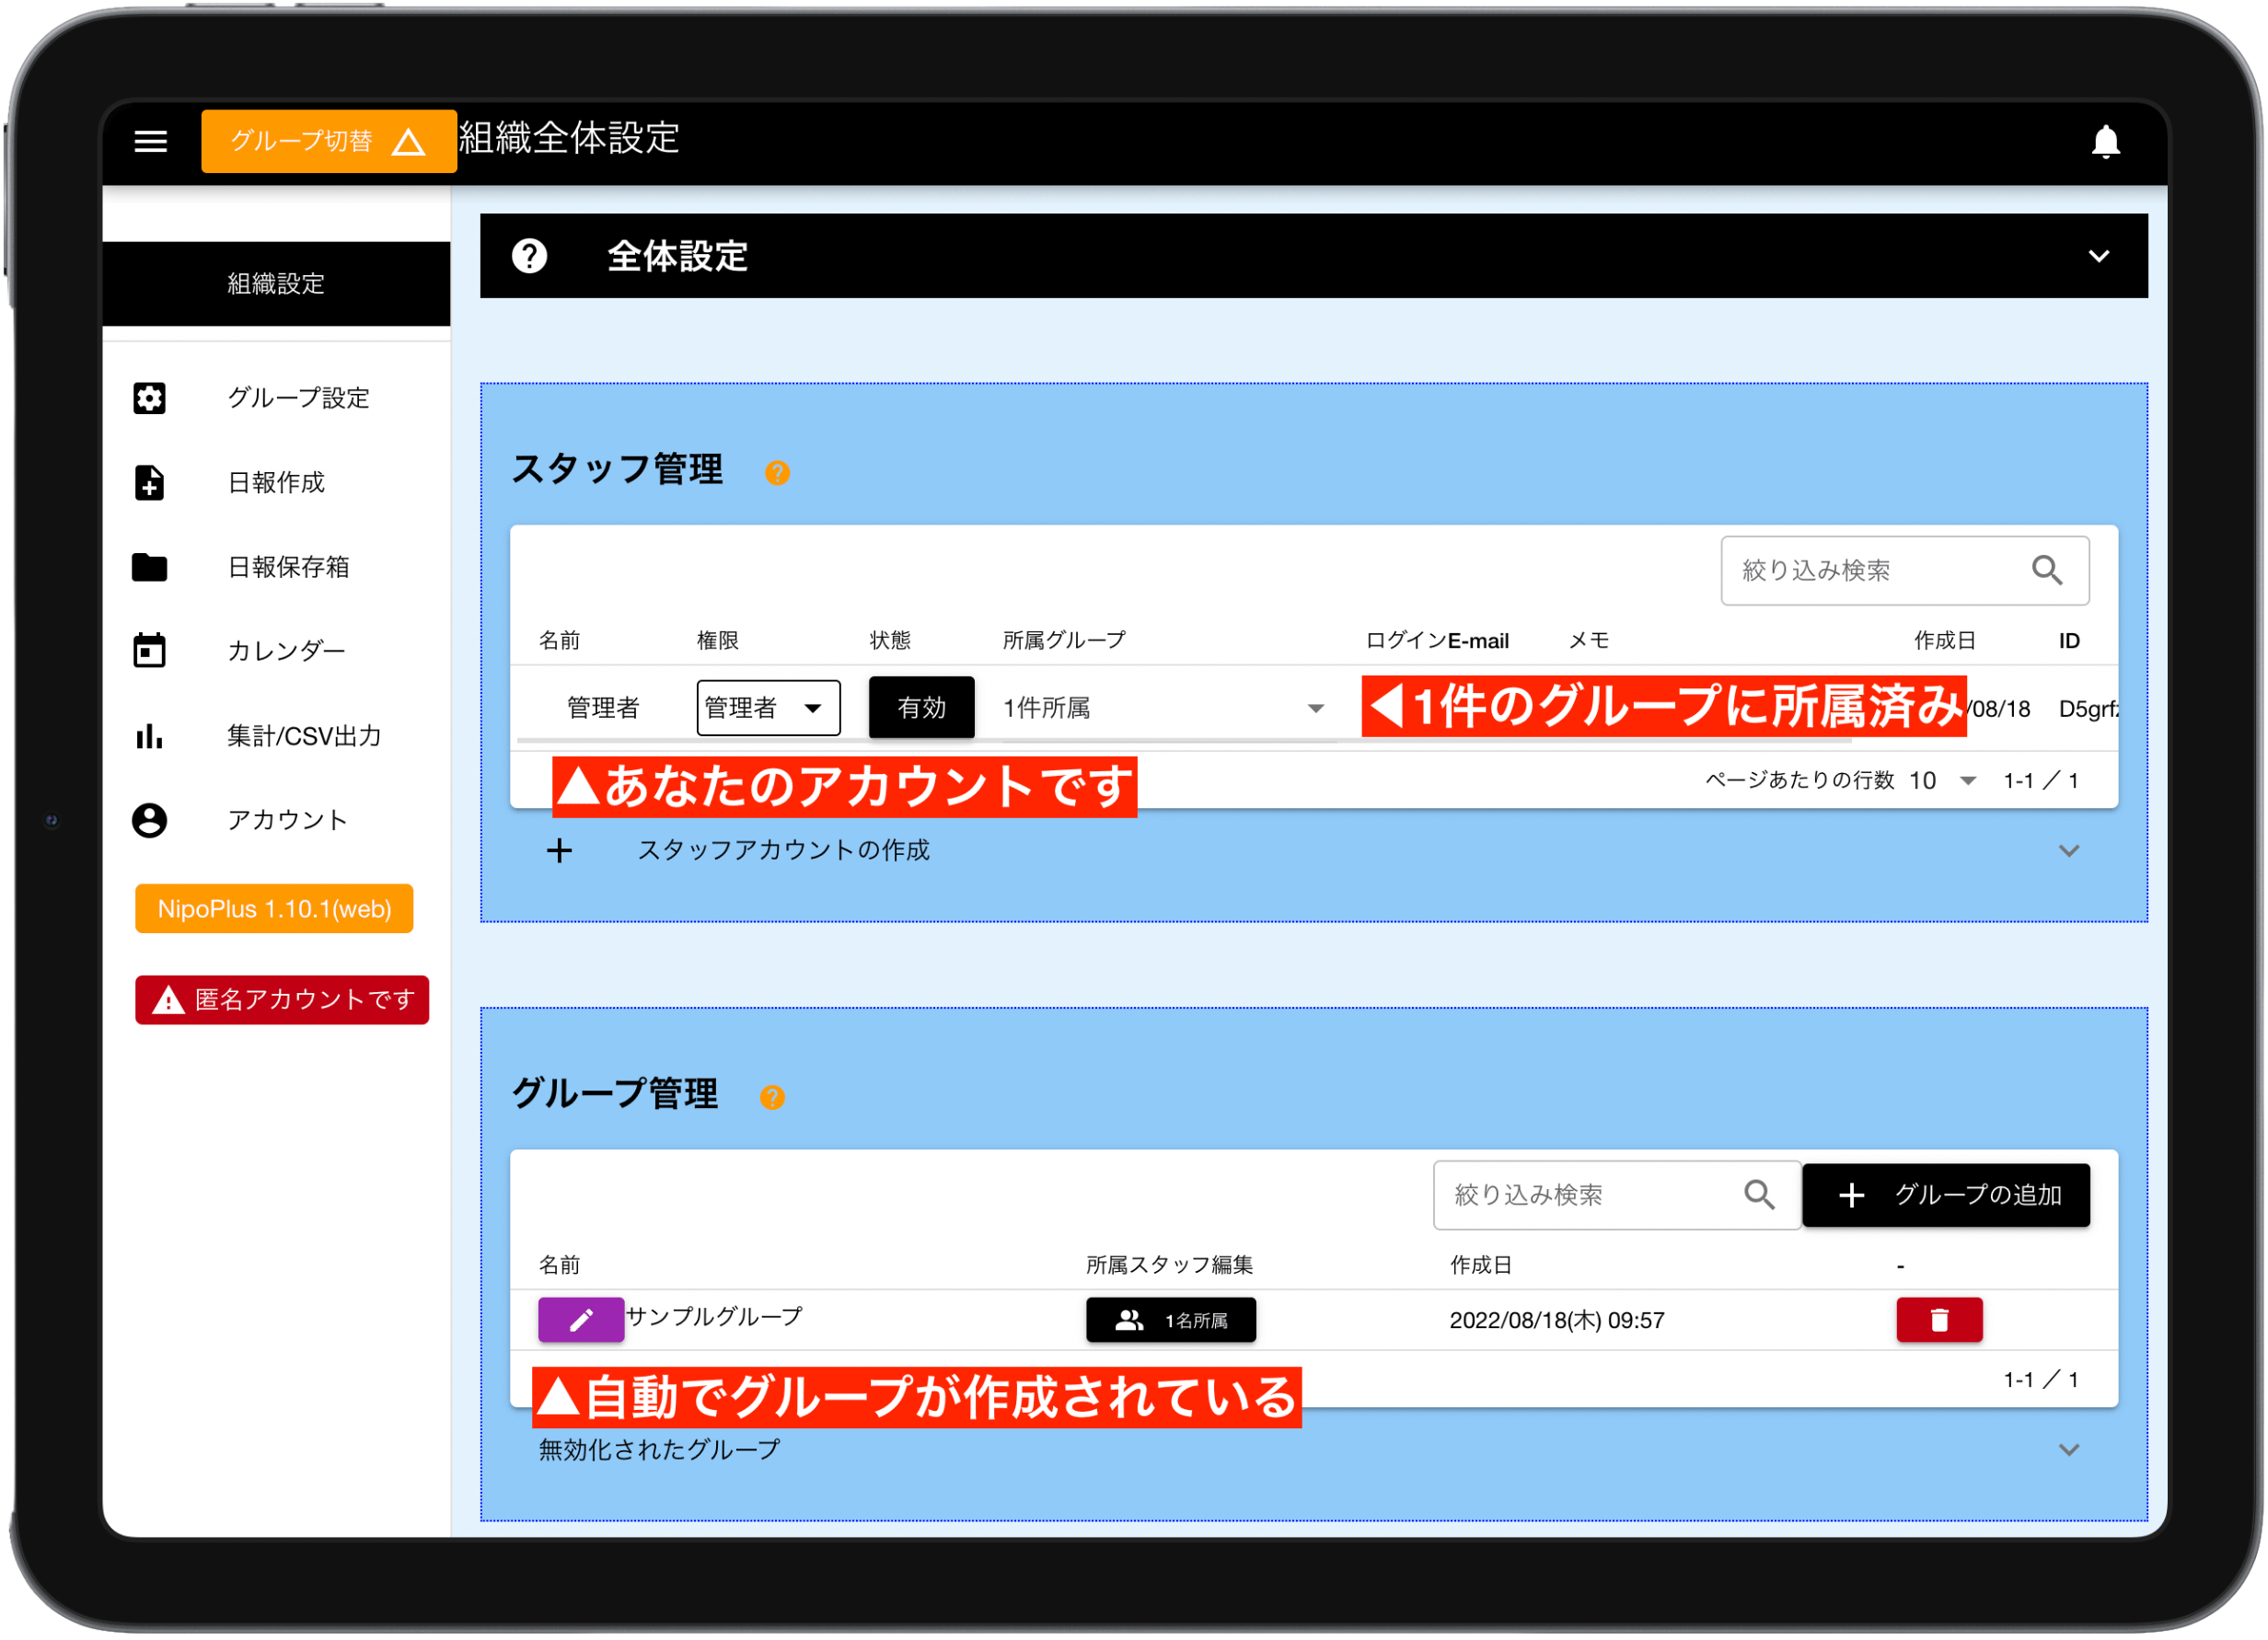 グループ切替
組織全体設定
組織設定
グループ設定
日報作成
日報保存箱
カレンダー
集計/CSV出力
アカウント
NipoPlus 1.10.1(web)
匿名アカウントです
全体設定
スタッフ管理
絞り込み検索
名前 権限 状態 所属グループ ログインE-mail メモ 作成日 ID
管理者 管理者 有効 1件所属 ◀1件のグループに所属済み /08/18
▲あなたのアカウントです
ページあたりの行数 10 1-1 / 1
+ スタッフアカウントの作成
グループ管理
絞り込み検索 + グループの追加
名前 所属スタッフ編集 作成日 -
サンプルグループ 1名所属 2022/08/18(木) 09:57
1-1 / 1
▲自動でグループが作成されている
無効化されたグループ